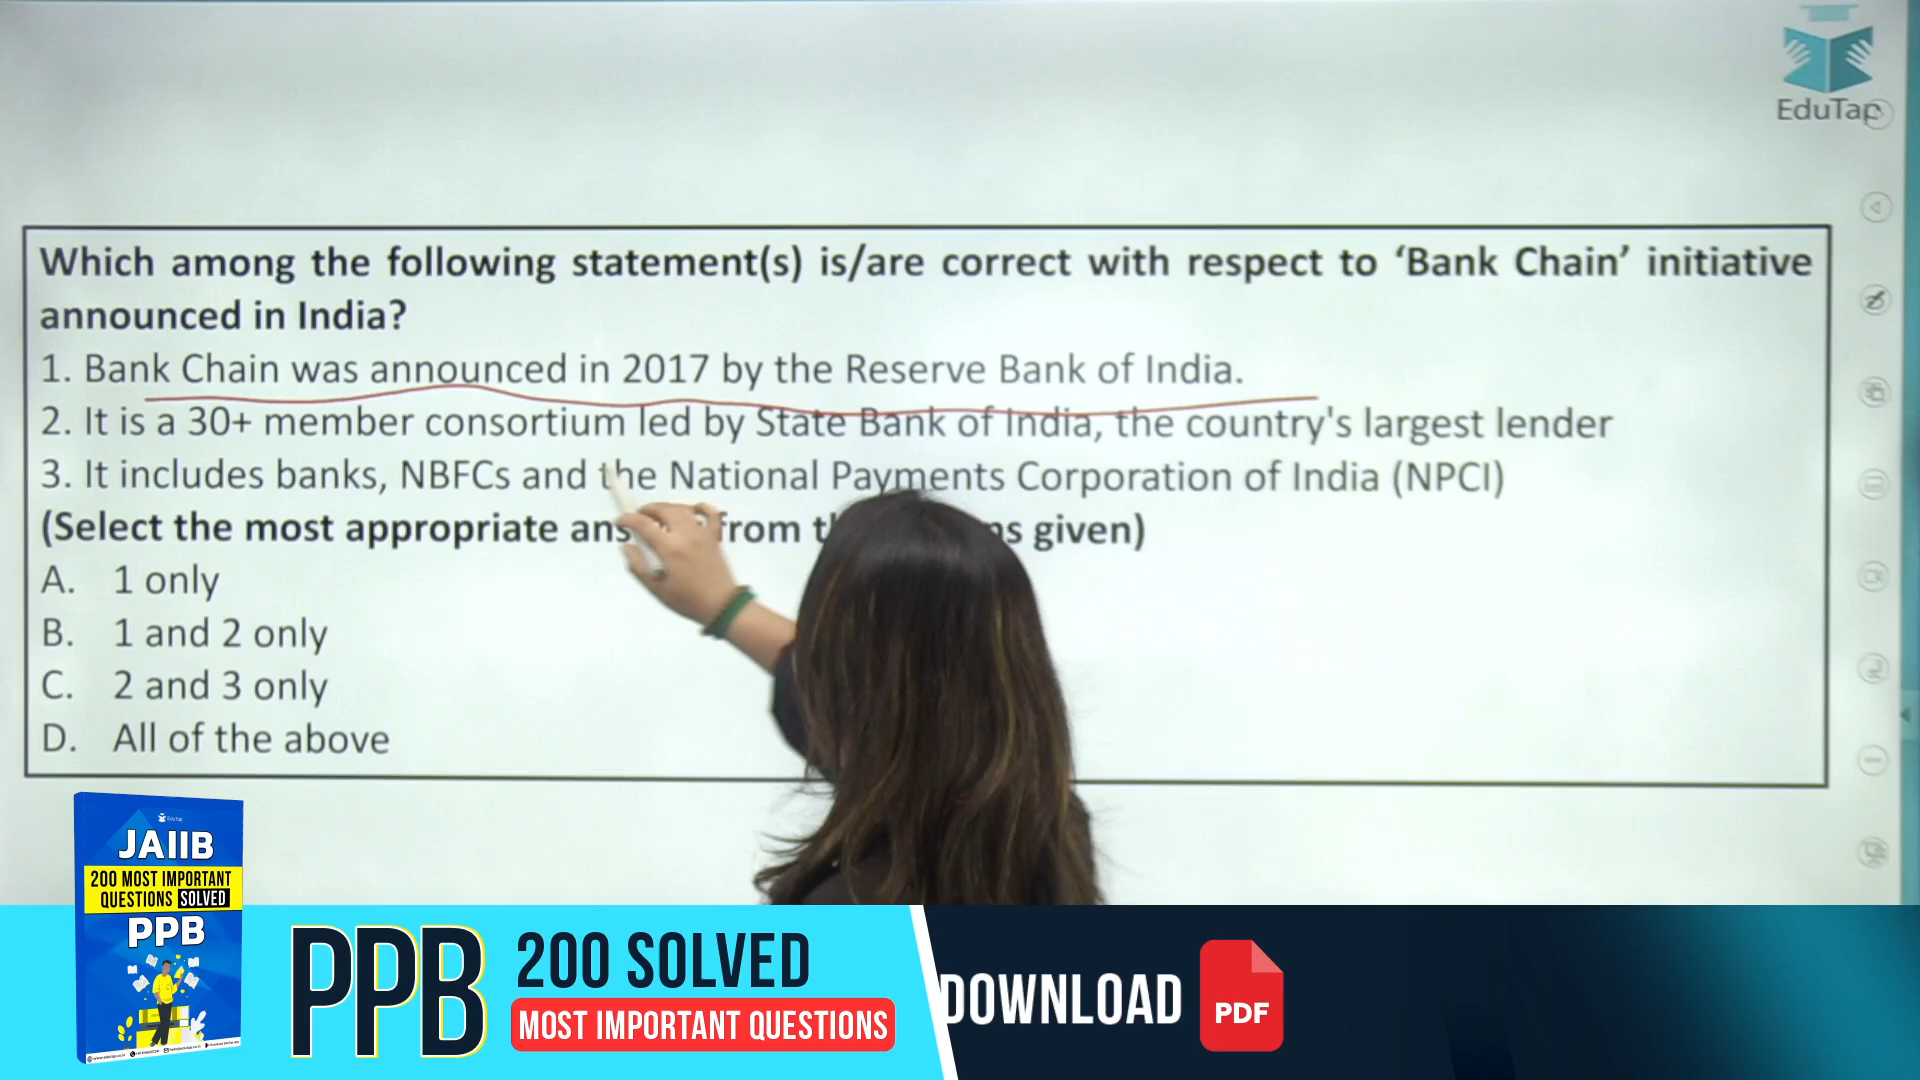 EduTap
Which among the following statement(s) is/are correct with respect to ‘Bank Chain’ initiative
announced in India?
1. Bank Chain was announced in 2017 by the Reserve Bank of India.
2. It is a 30+ member consortium led by State Bank of India, the country's largest lender
3. It includes banks, NBFCs and the National Payments Corporation of India (NPCI)
(Select the most appropriate from given)
A. 1 only
B. 1 and 2 only
C. 2 and 3 only
D. All of the above
EduTap
JAIIB
200 MOST IMPORTANT
QUESTIONS SOLVED
PPB
PPB
200 SOLVED
MOST IMPORTANT QUESTIONS
DOWNLOAD
PDF